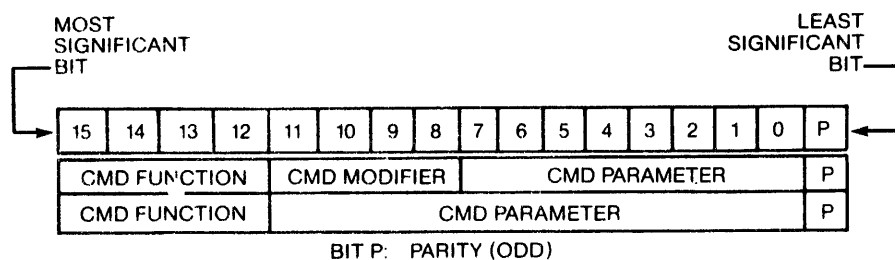 MOST
SIGNIFICANT
BIT
LEAST
SIGNIFICANT
BIT
15 14 13 12 11 10 9 8 7 6 5 4 3 2 1 0 P
CMD FUNCTION CMD MODIFIER CMD PARAMETER P
CMD FUNCTION CMD PARAMETER P
BIT P: PARITY (ODD)